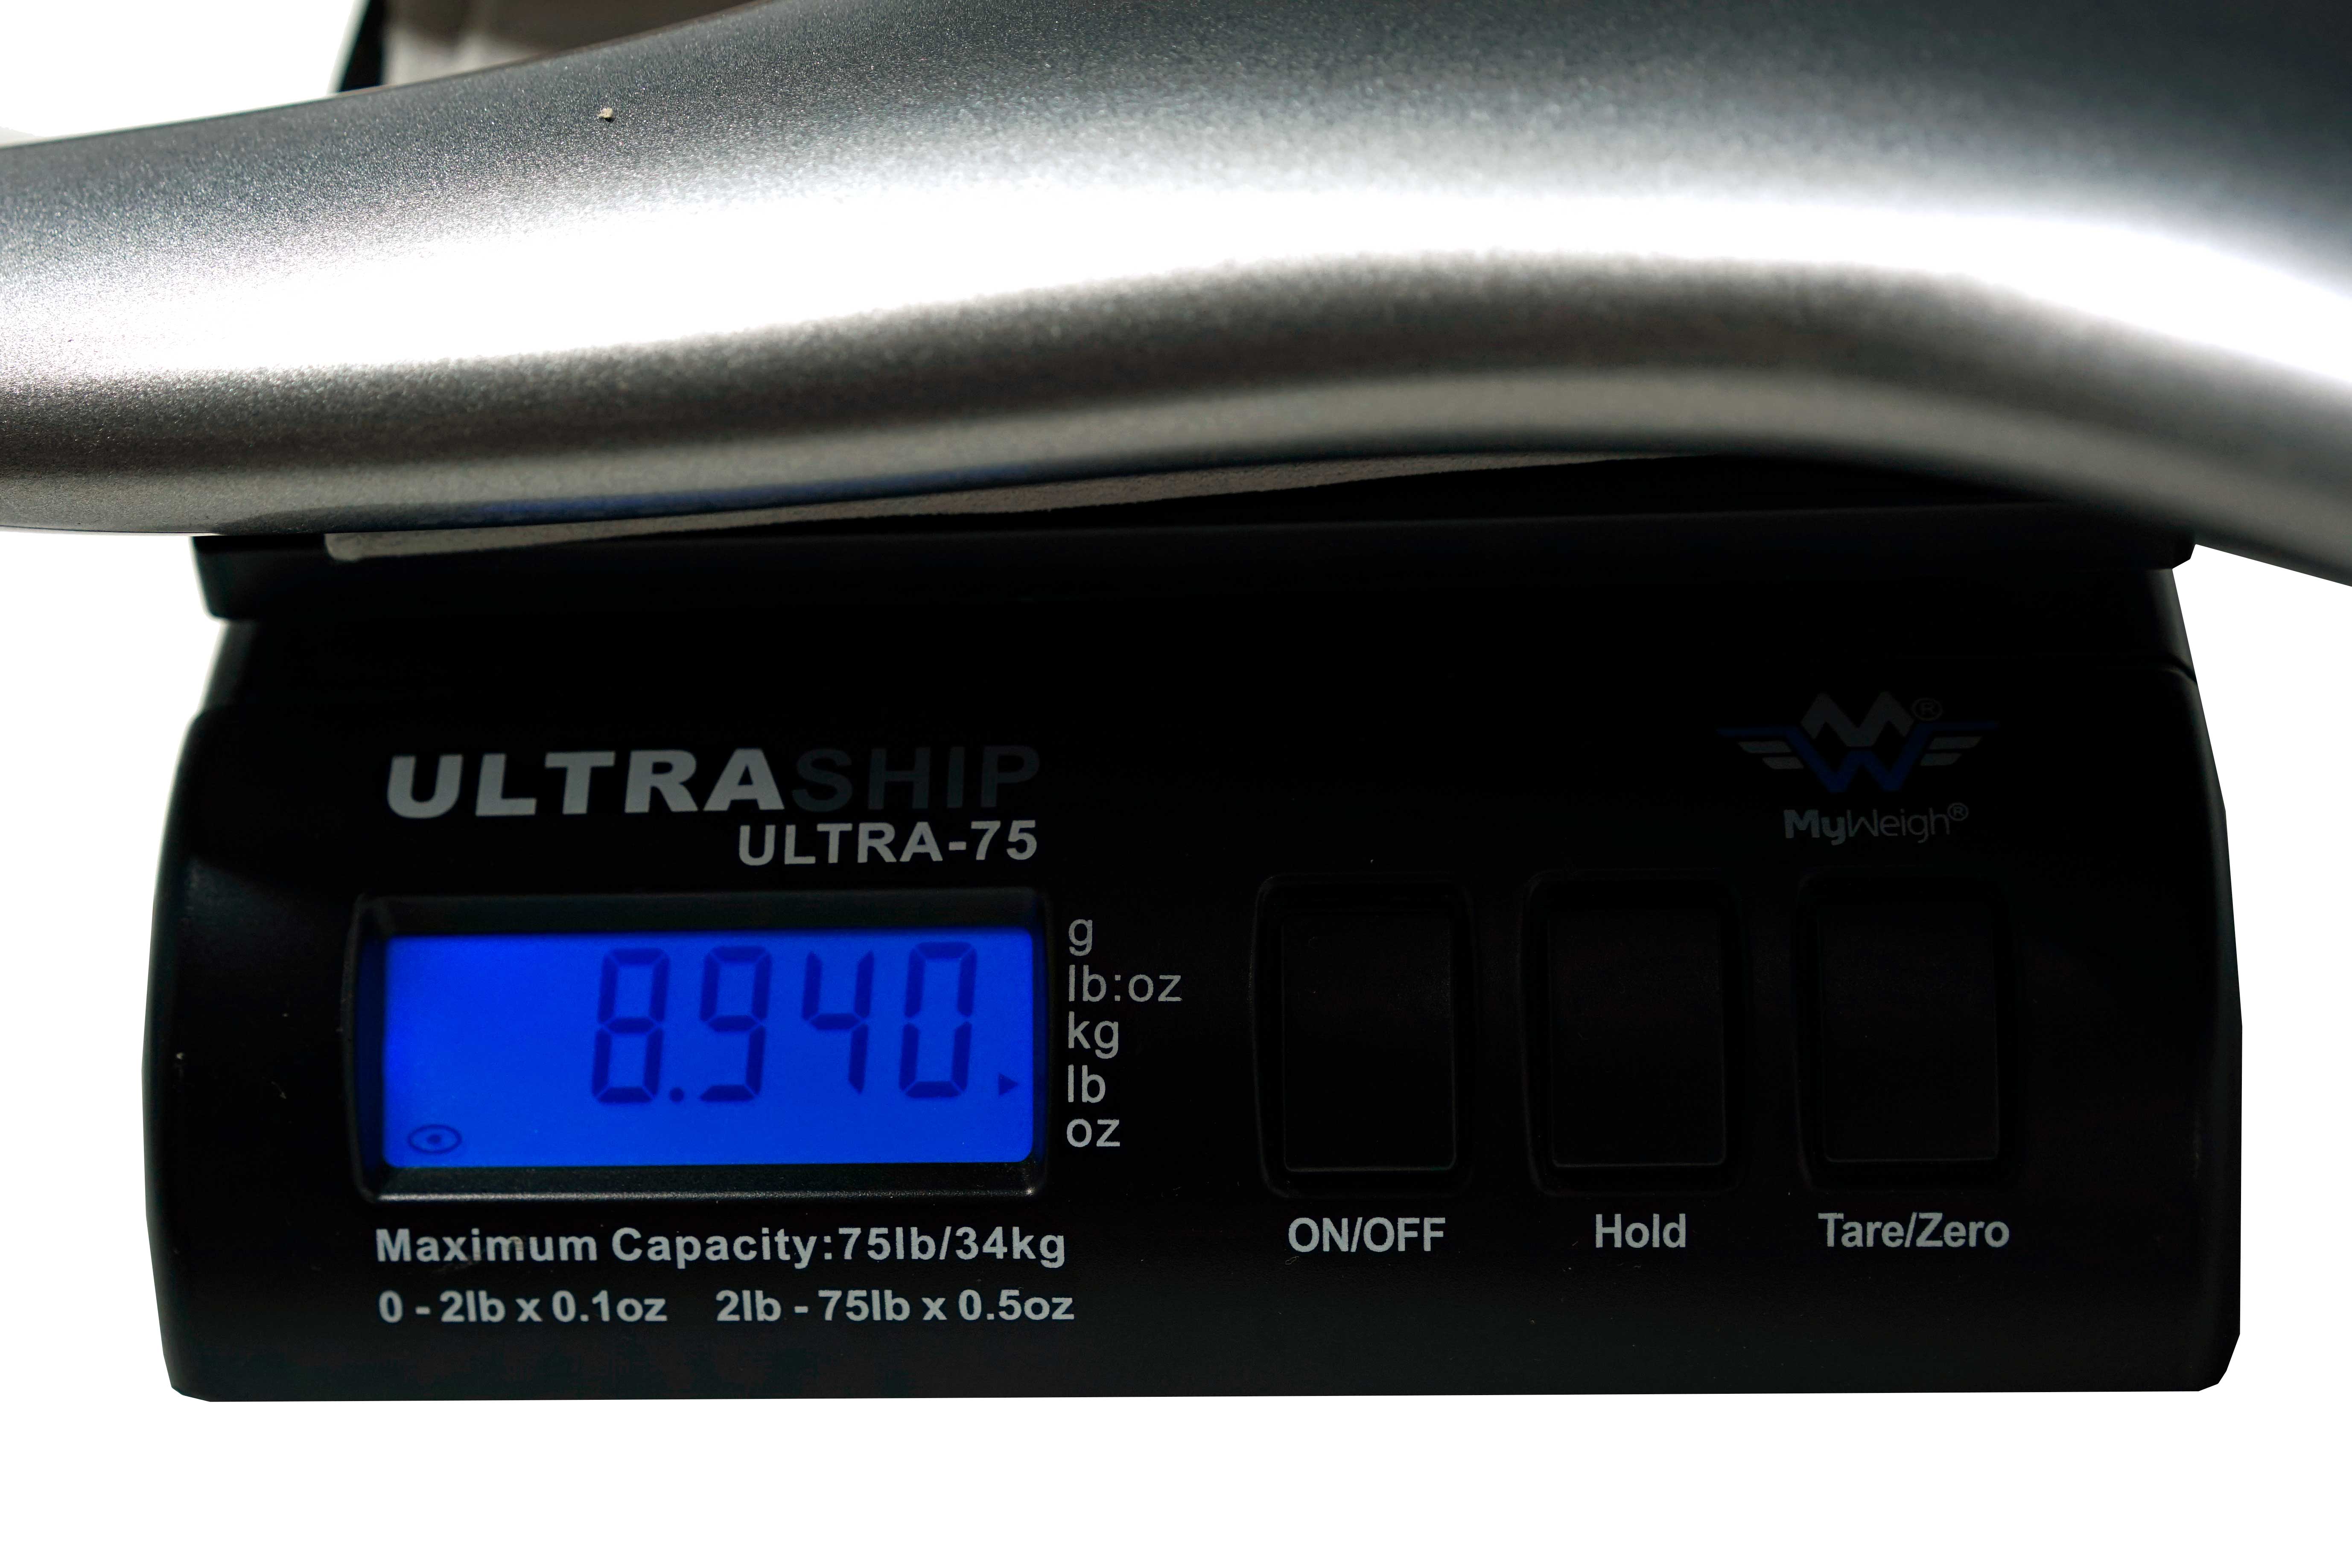 ULTRASHIP
ULTRA-75
MW®
MyWeigh®
8.940
g
lb:oz
kg
lb
oz
Maximum Capacity:75lb/34kg
0 - 2lb x 0.1oz 2lb - 75lb x 0.5oz
ON/OFF
Hold
Tare/Zero